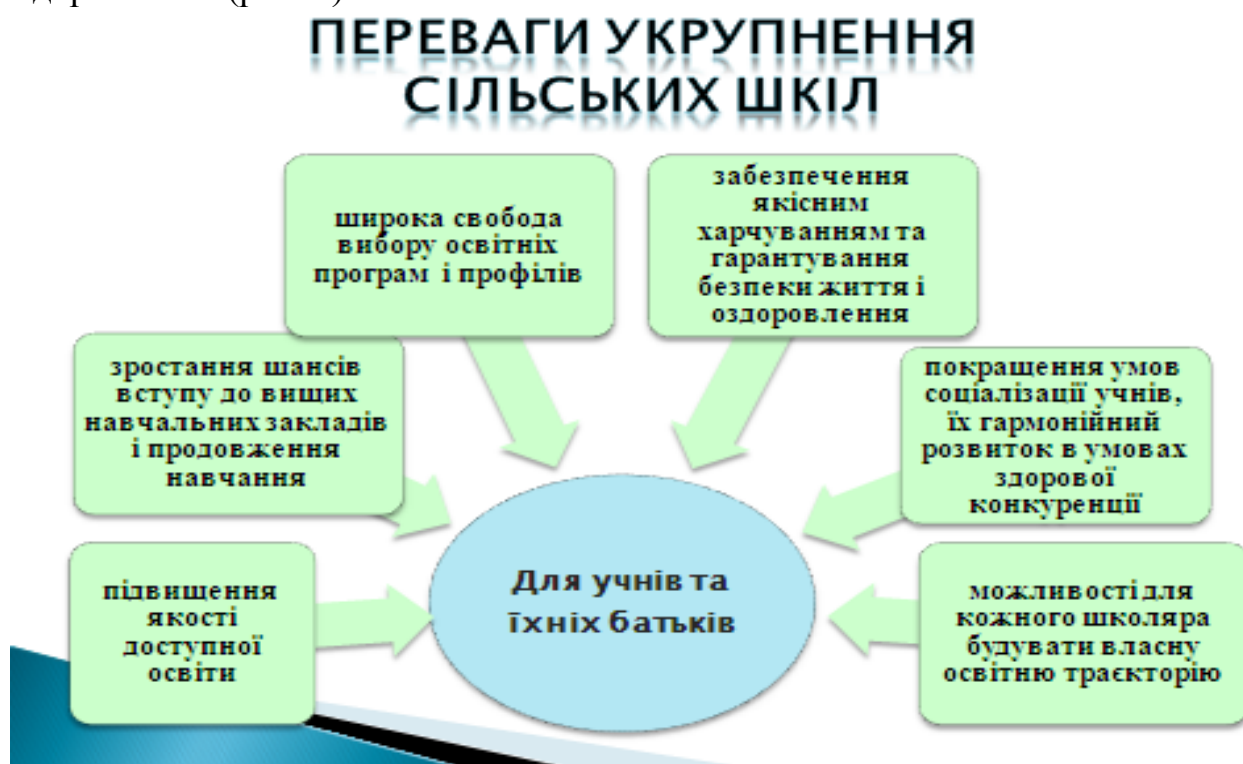 ПЕРЕВАГИ УКРУПНЕННЯ
СІЛЬСЬКИХ ШКІЛ
широка свобода
вибору освітніх
програм і профілів
забезпечення
якісним
харчуванням та
гарантування
безпеки життя і
оздоровлення
зростання шансів
вступу до вищих
навчальних закладів
і продовження
навчання
покращення умов
соціалізації учнів,
їх гармонійний
розвиток в умовах
здорової
конкуренції
підвищення
якості
доступної
освіти
Для учнів та
їхніх батьків
можливості для
кожного школяра
будувати власну
освітню траєкторію